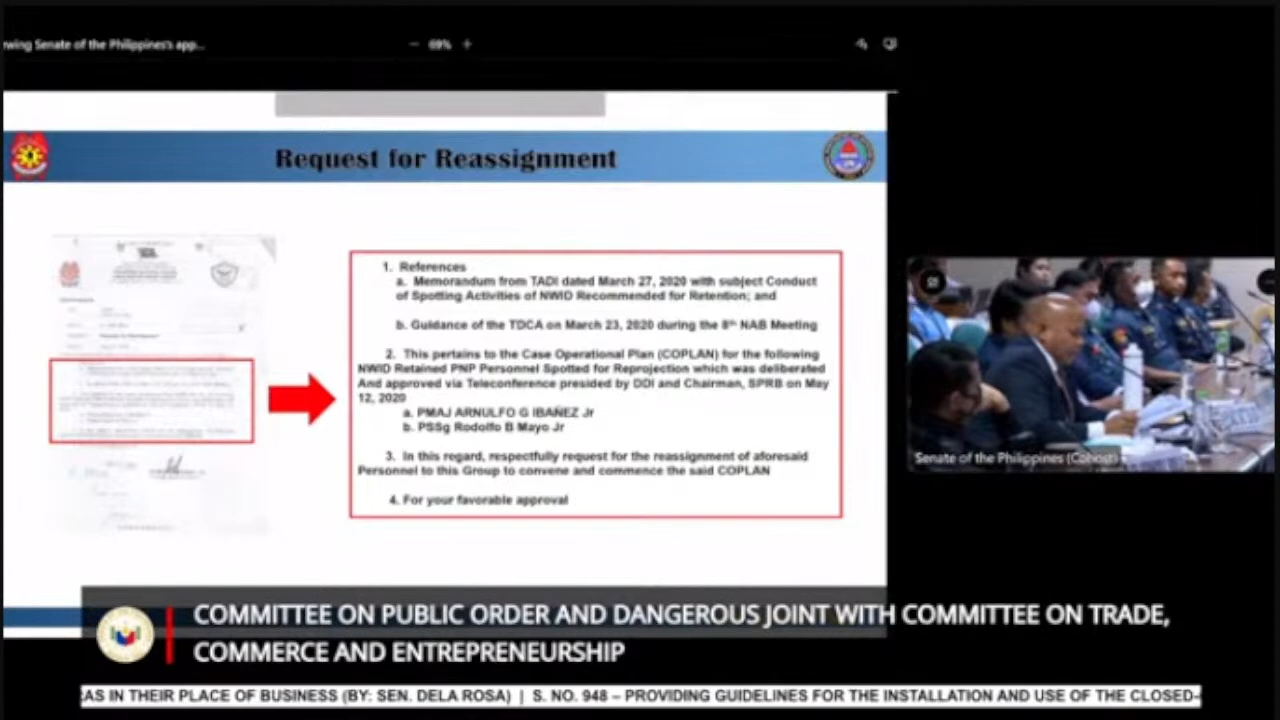 ewing Senate of the Philippines's app...
69%
Request for Reassignment
1. References
a. Memorandum from TADI dated March 27, 2020 with subject Conduct
of Spotting Activities of NWID Recommended for Retention; and
b. Guidance of the TDCA on March 23, 2020 during the 8th NAB Meeting
2. This pertains to the Case Operational Plan (COPLAN) for the following
NWID Retained PNP Personnel Spotted for Reprojection which was deliberated
And approved via Teleconference presided by DDI and Chairman, SPRB on May
12, 2020
a. PMAJ ARNULFO G IBAÑEZ Jr
b. PSSg Rodolfo B Mayo Jr
3. In this regard, respectfully request for the reassignment of aforesaid
Personnel to this Group to convene and commence the said COPLAN
4. For your favorable approval
Senate of the Philippines (Cohost)
COMMITTEE ON PUBLIC ORDER AND DANGEROUS JOINT WITH COMMITTEE ON TRADE,
COMMERCE AND ENTREPRENEURSHIP
AS IN THEIR PLACE OF BUSINESS (BY: SEN. DELA ROSA) | S. NO. 948 – PROVIDING GUIDELINES FOR THE INSTALLATION AND USE OF THE CLOSED-